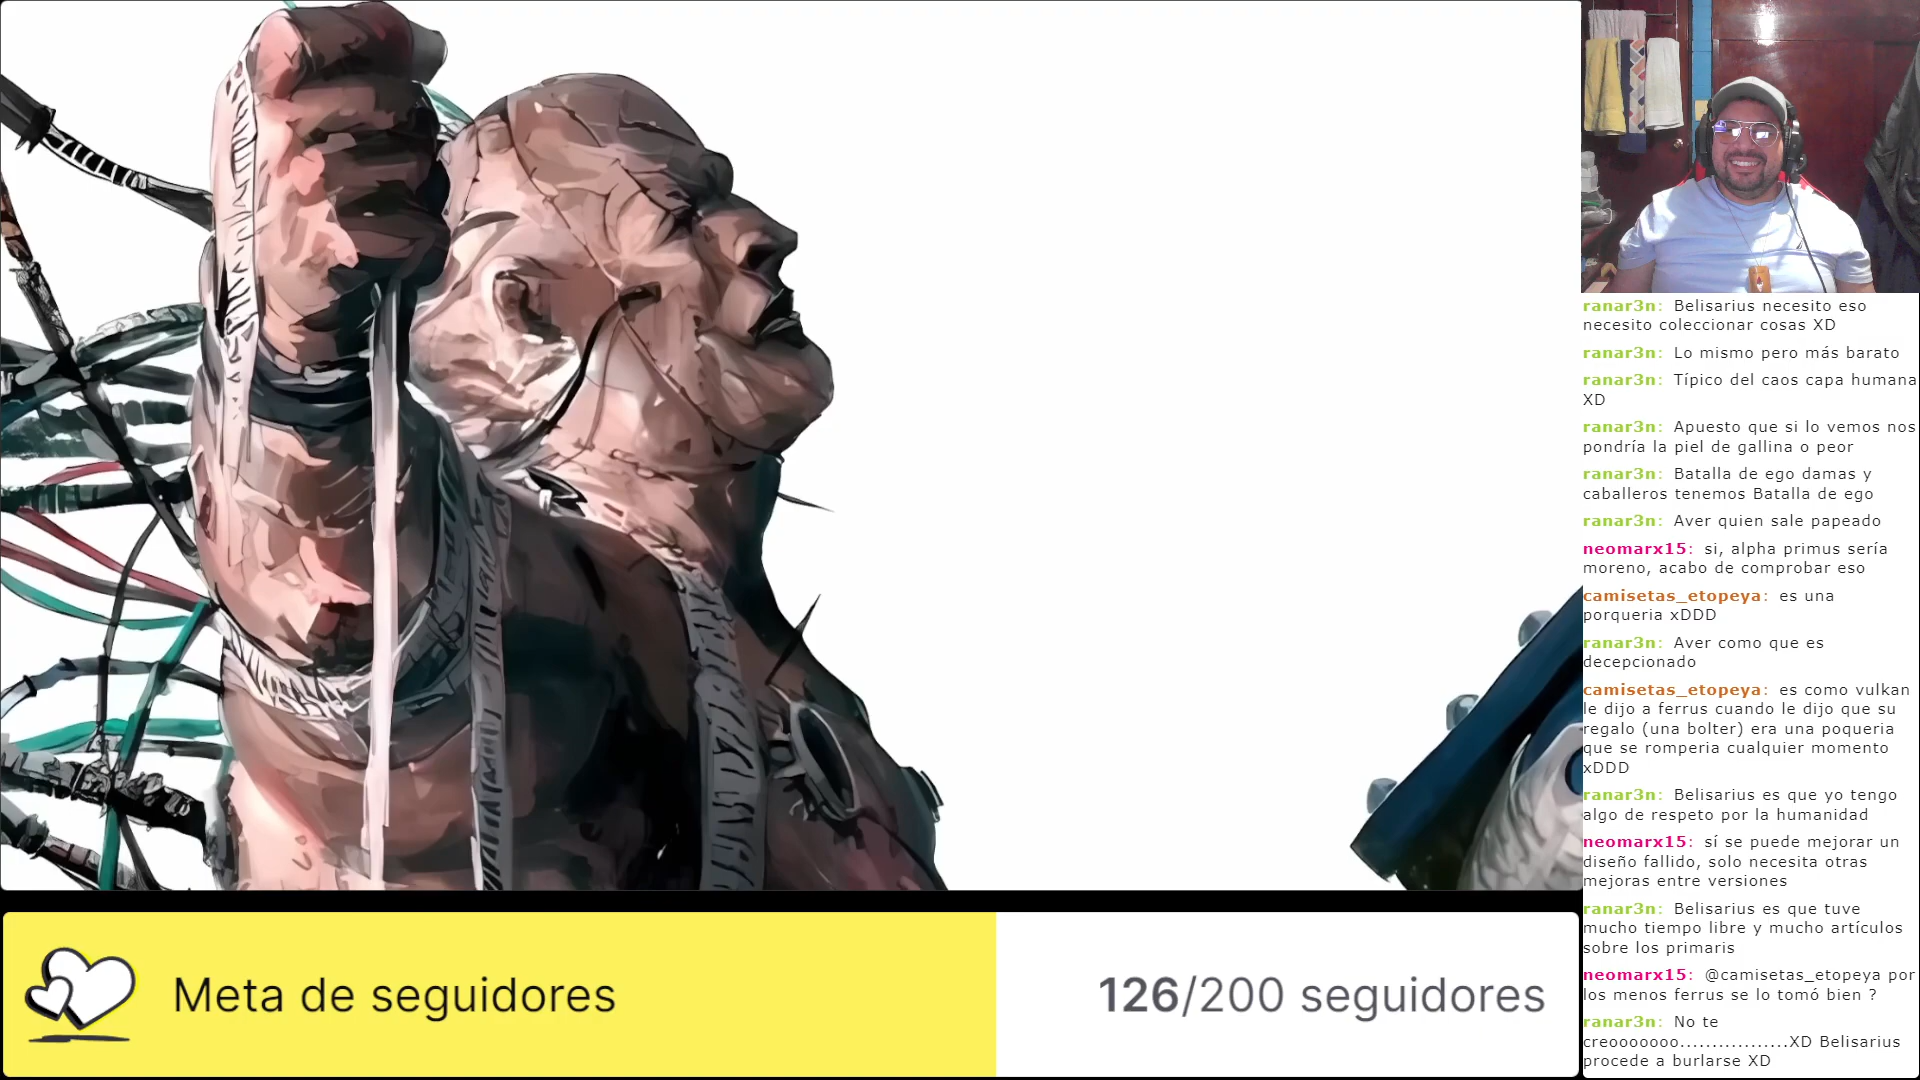 ranar3n: Belisarius necesito eso
necesito coleccionar cosas XD
ranar3n: Lo mismo pero más barato
ranar3n: Típico del caos capa humana
XD
ranar3n: Apuesto que si lo vemos nos
pondría la piel de gallina o peor
ranar3n: Batalla de ego damas y
caballeros tenemos Batalla de ego
ranar3n: Aver quien sale papeado
neomarx15: si, alpha primus sería
moreno, acabo de comprobar eso
camisetas_etopeya: es una
porqueria xDDD
ranar3n: Aver como que es
decepcionado
camisetas_etopeya: es como vulkan
le dijo a ferrus cuando le dijo que su
regalo (una bolter) era una poqueria
que se romperia cualquier momento
xDDD
ranar3n: Belisarius es que yo tengo
algo de respeto por la humanidad
neomarx15: sí se puede mejorar un
diseño fallido, solo necesita otras
mejoras entre versiones
ranar3n: Belisarius es que tuve
mucho tiempo libre y mucho artículos
sobre los primaris
neomarx15: @camisetas_etopeya por
los menos ferrus se lo tomó bien ?
ranar3n: No te
creooooooo.................XD Belisarius
procede a burlarse XD
Meta de seguidores
126/200 seguidores